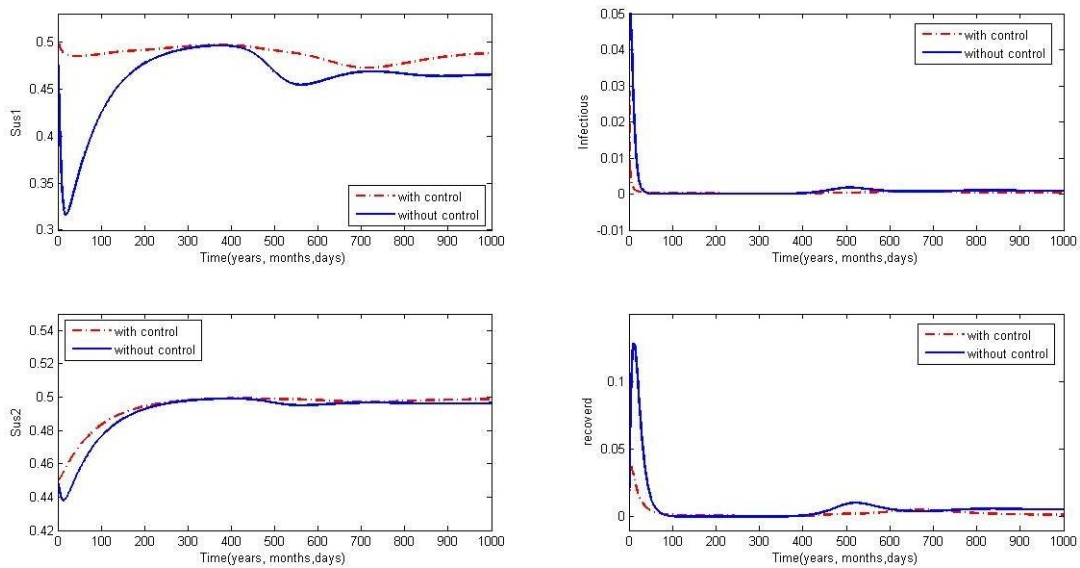 0.5
0.45
0.4
0.35
0.3
Sus1
with control
without control
0 100 200 300 400 500 600 700 800 900 1000
Time(years, months,days)
0.05
0.04
0.03
0.02
0.01
0
-0.01
Infectious
with control
without control
0 100 200 300 400 500 600 700 800 900 1000
Time(years, months,days)
0.54
0.52
0.5
0.48
0.46
0.44
0.42
Sus2
with control
without control
0 100 200 300 400 500 600 700 800 900 1000
Time(years, months,days)
0.1
0.05
0
recoverd
with control
without control
0 100 200 300 400 500 600 700 800 900 1000
Time(years, months,days)